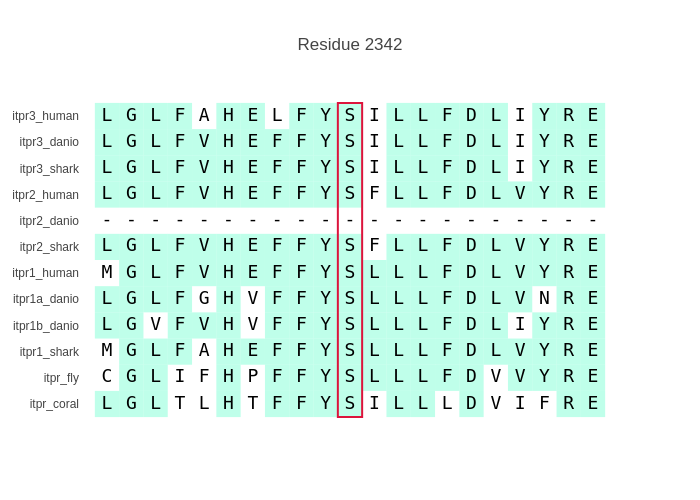 Residue 2342
itpr3_human L G L F A H E L F Y S I L L F D L I Y R E
itpr3_danio L G L F V H E F F Y S I L L F D L I Y R E
itpr3_shark L G L F V H E F F Y S I L L F D L I Y R E
itpr2_human L G L F V H E F F Y S F L L F D L V Y R E
itpr2_danio - - - - - - - - - - - - - - - - - - - - -
itpr2_shark L G L F V H E F F Y S F L L F D L V Y R E
itpr1_human M G L F V H E F F Y S L L L F D L V Y R E
itpr1a_danio L G L F G H V F F Y S L L L F D L V N R E
itpr1b_danio L G V F V H V F F Y S L L L F D L I Y R E
itpr1_shark M G L F A H E F F Y S L L L F D L V Y R E
itpr_fly C G L I F H P F F Y S L L L F D V V Y R E
itpr_coral L G L T L H T F F Y S I L L L D V I F R E